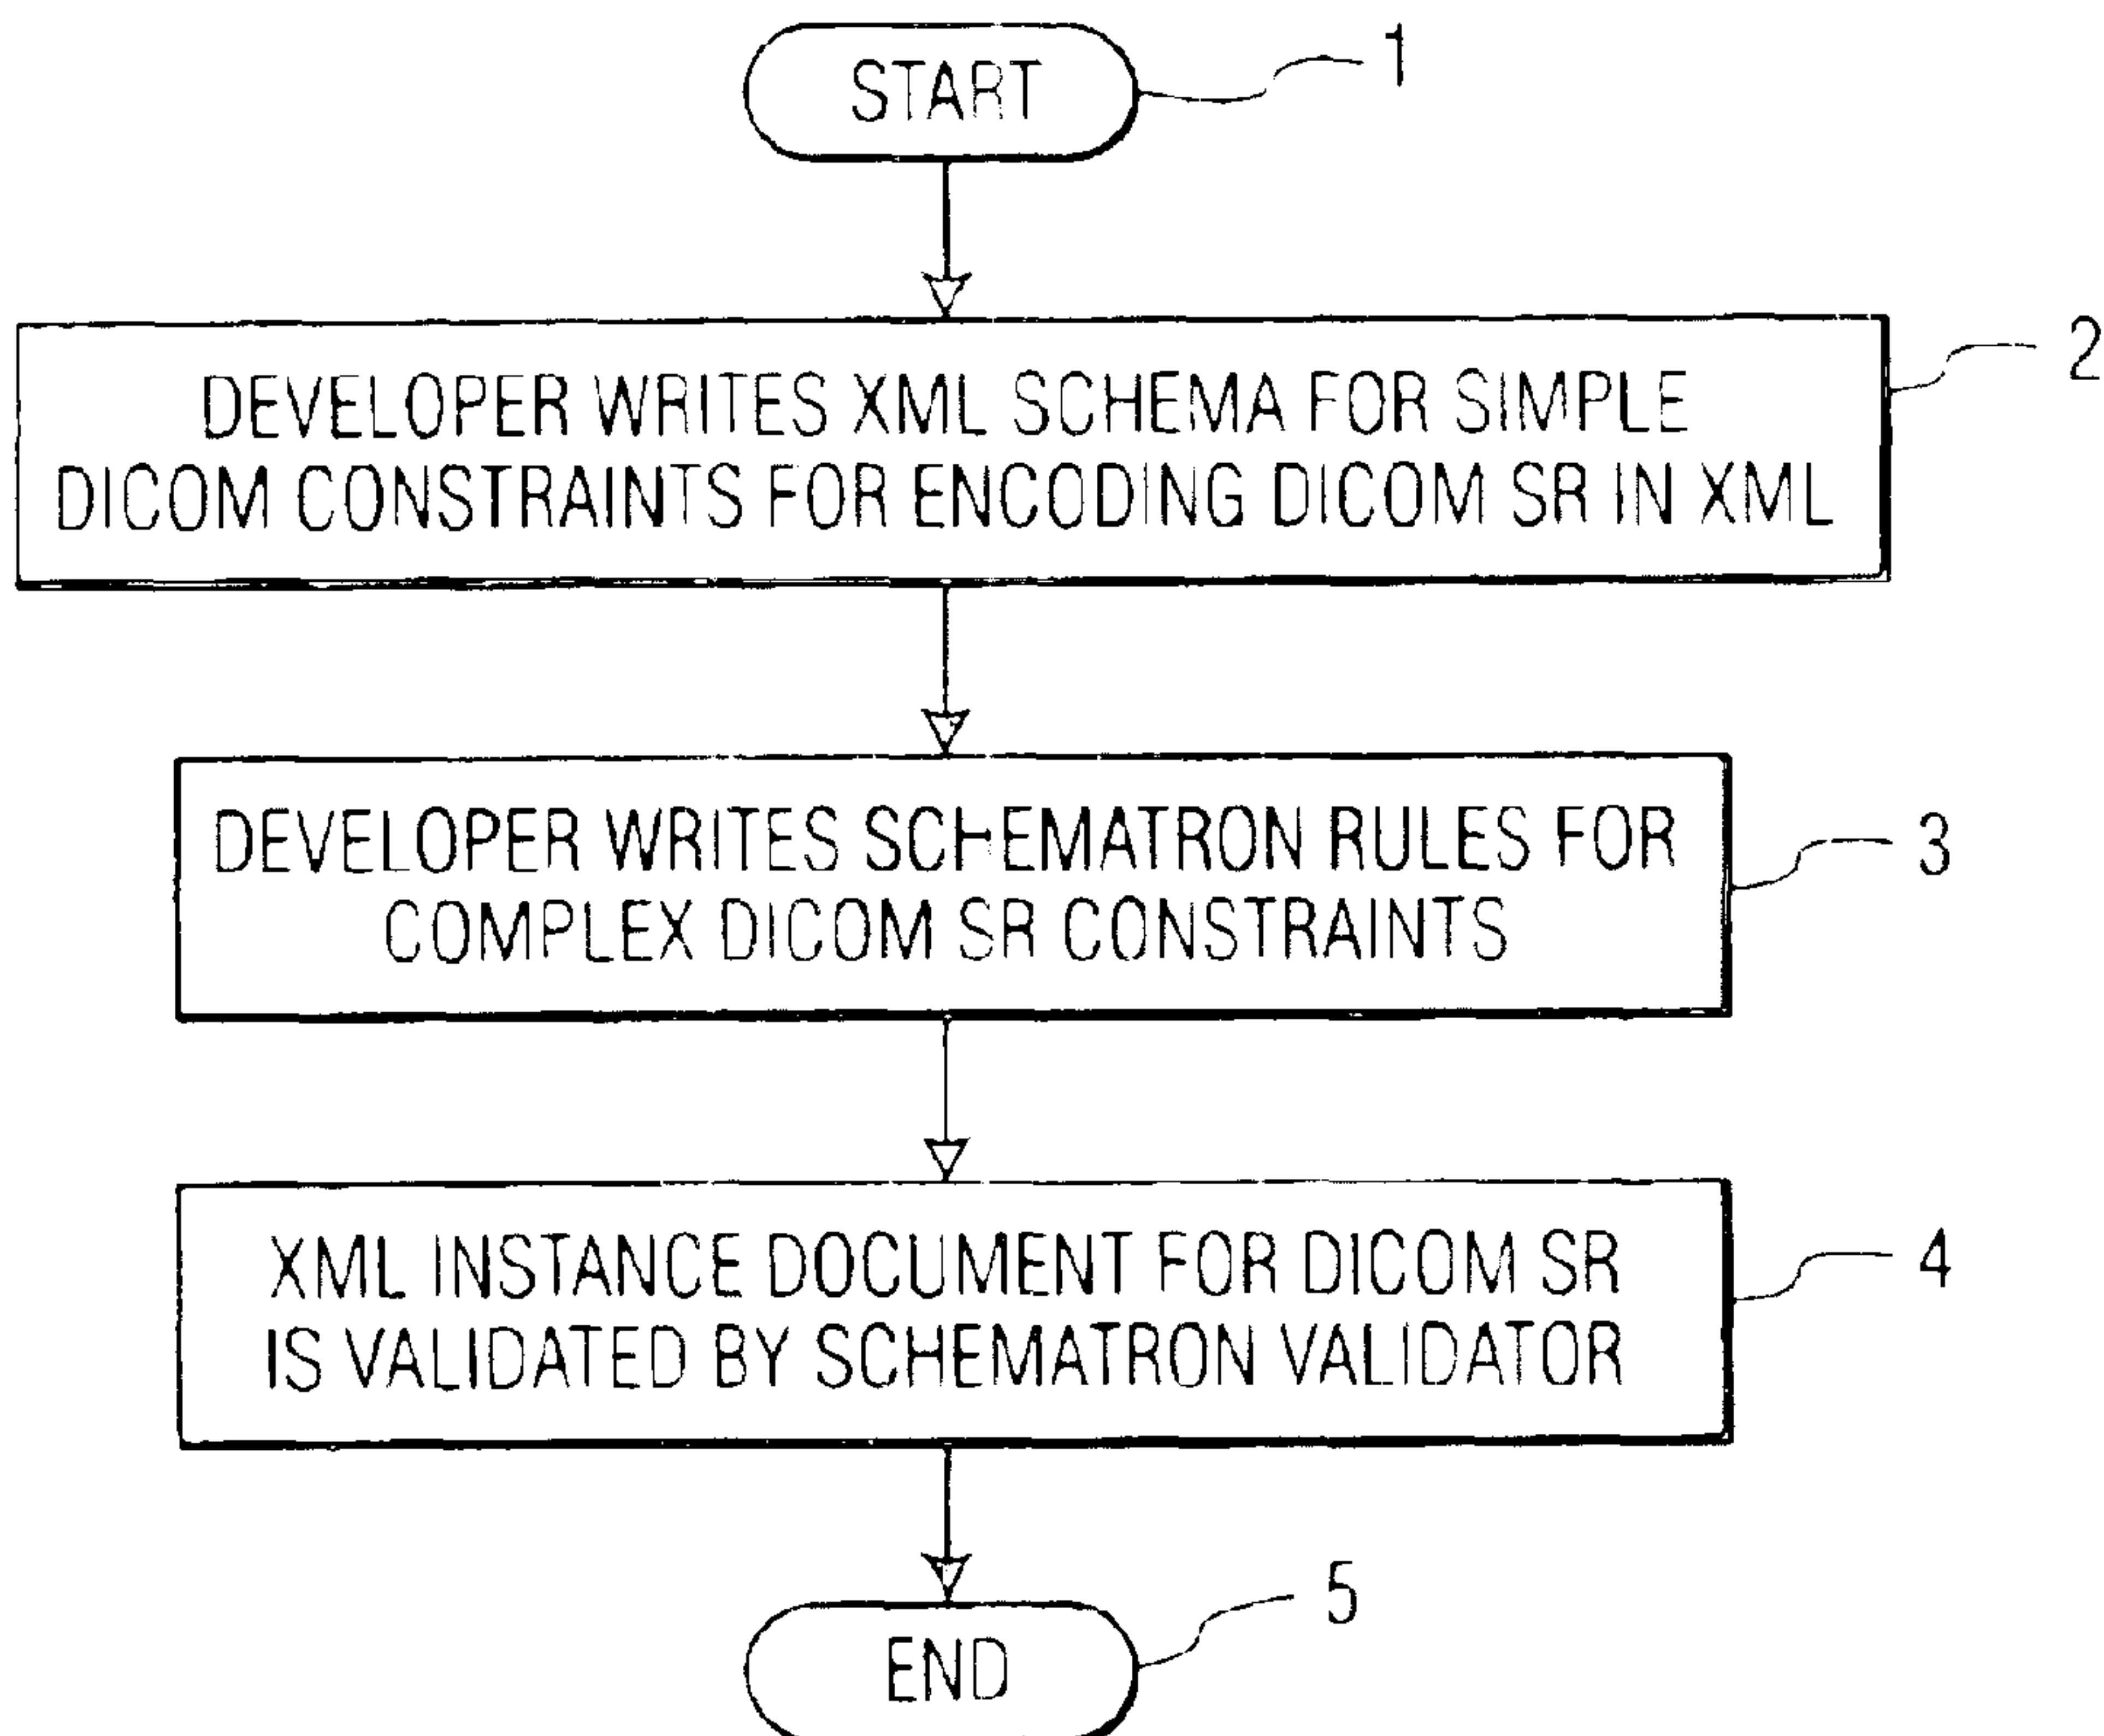 START
1
DEVELOPER WRITES XML SCHEMA FOR SIMPLE
DICOM CONSTRAINTS FOR ENCODING DICOM SR IN XML
2
DEVELOPER WRITES SCHEMATRON RULES FOR
COMPLEX DICOM SR CONSTRAINTS
3
XML INSTANCE DOCUMENT FOR DICOM SR
IS VALIDATED BY SCHEMATRON VALIDATOR
4
END
5